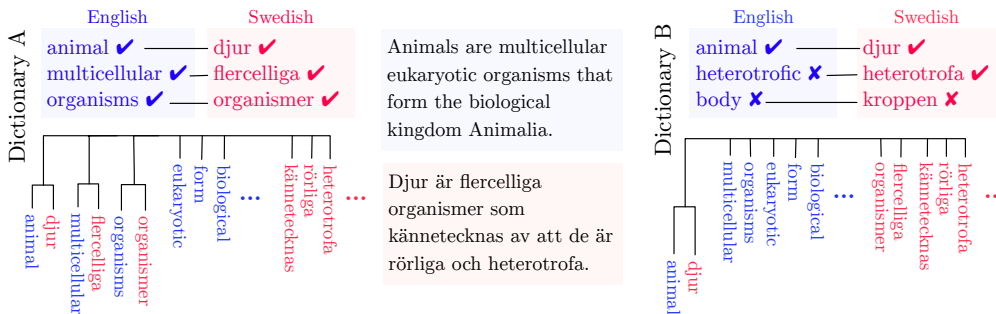 Dictionary A
English Swedish
animal ✔ djur ✔
multicellular ✔ flercelliga ✔
organisms ✔ organismer ✔
animal
djur
multicellular
flercelliga
organisms
organismer
eukaryotic
form
biological
...
kännetecknas
rörliga
heterotrofa
...
Animals are multicellular
eukaryotic organisms that
form the biological
kingdom Animalia.
Djur är flercelliga
organismer som
kännetecknas av att de är
rörliga och heterotrofa.
Dictionary B
English Swedish
animal ✔ djur ✔
heterotrofic ✘ heterotrofa ✔
body ✘ kroppen ✘
animal
djur
multicellular
organisms
eukaryotic
form
biological
...
organismer
flercelliga
kännetecknas
rörliga
heterotrofa
...